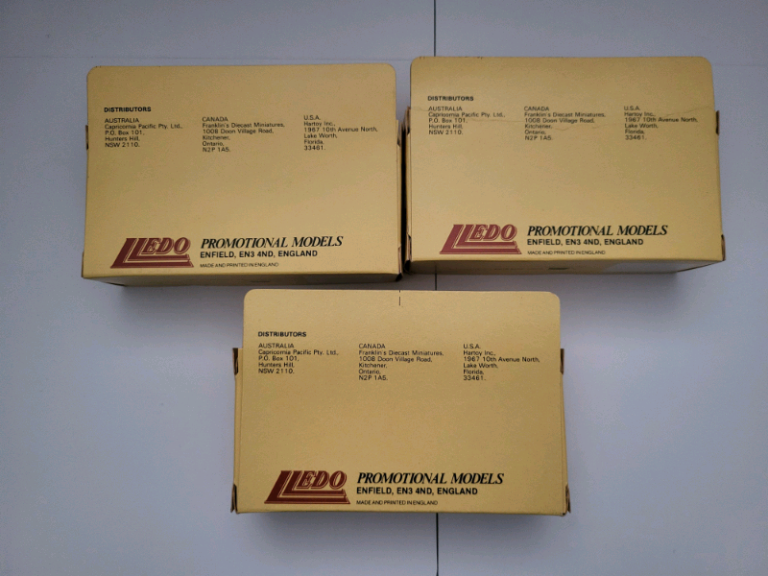 DISTRIBUTORS
AUSTRALIA
Capricornia Pacific Pty. Ltd.,
P.O. Box 101,
Hunters Hill,
NSW 2110.
CANADA
Franklin's Diecast Miniatures,
1008 Doon Village Road,
Kitchener,
Ontario,
N2P 1A5.
U.S.A.
Hartoy Inc.,
1967 10th Avenue North,
Lake Worth,
Florida,
33461.
LLEDO
PROMOTIONAL MODELS
ENFIELD, EN3 4ND, ENGLAND
MADE AND PRINTED IN ENGLAND
DISTRIBUTORS
AUSTRALIA
Capricornia Pacific Pty. Ltd.,
P.O. Box 101,
Hunters Hill,
NSW 2110.
CANADA
Franklin's Diecast Miniatures,
1008 Doon Village Road,
Kitchener,
Ontario,
N2P 1A5.
U.S.A.
Hartoy Inc.,
1967 10th Avenue North,
Lake Worth,
Florida,
33461.
LLEDO
PROMOTIONAL MODELS
ENFIELD, EN3 4ND, ENGLAND
MADE AND PRINTED IN ENGLAND
DISTRIBUTORS
AUSTRALIA
Capricornia Pacific Pty. Ltd.,
P.O. Box 101,
Hunters Hill,
NSW 2110.
CANADA
Franklin's Diecast Miniatures,
1008 Doon Village Road,
Kitchener,
Ontario,
N2P 1A5.
U.S.A.
Hartoy Inc.,
1967 10th Avenue North,
Lake Worth,
Florida,
33461.
LLEDO
PROMOTIONAL MODELS
ENFIELD, EN3 4ND, ENGLAND
MADE AND PRINTED IN ENGLAND